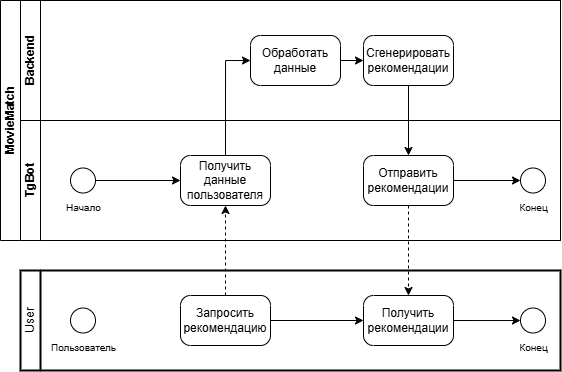 MovieMatch
Backend
Обработать
данные
Сгенерировать
рекомендации
TgBot
Начало
Получить
данные
пользователя
Отправить
рекомендации
Конец
User
Пользователь
Запросить
рекомендацию
Получить
рекомендации
Конец